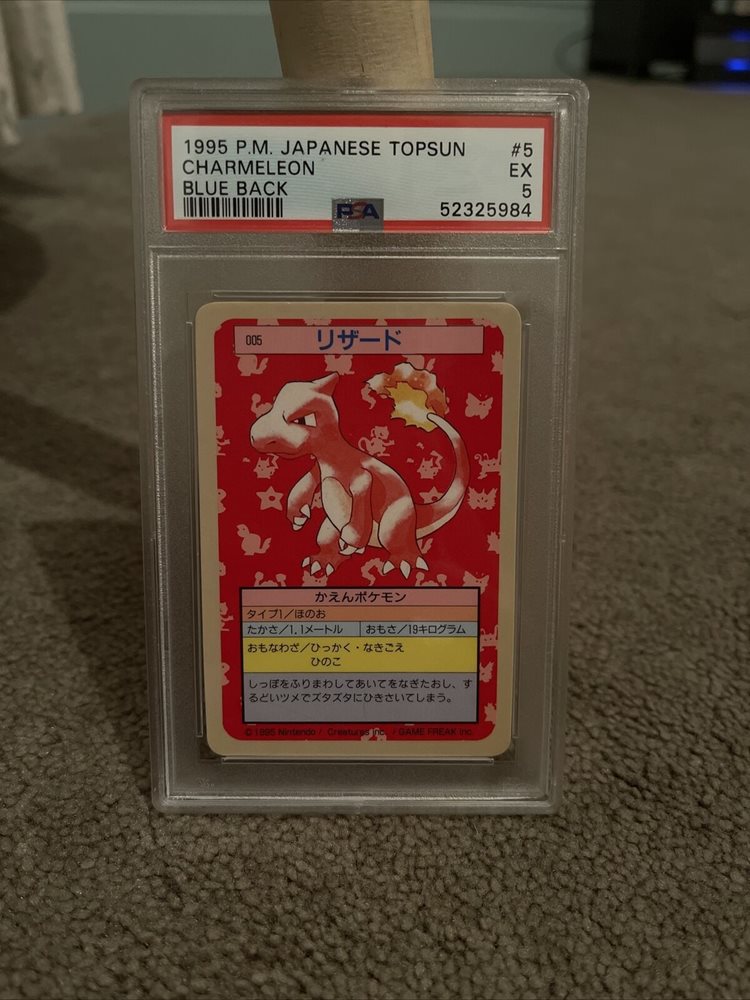 1995 P.M. JAPANESE TOPSUN #5
CHARMELEON EX
BLUE BACK 5
PSA 52325984
005 リザード
かえんポケモン
タイプ/ほのお
たかさ/1.1メートル おもさ/19キログラム
おもなわざ/ひっかく・なきごえ
ひのこ
しっぽをふりまわしてあいてをなぎたおし、す
るどいツメでズタズタにひきさいてしまう。
© 1995 Nintendo / Creatures inc. / GAME FREAK inc.